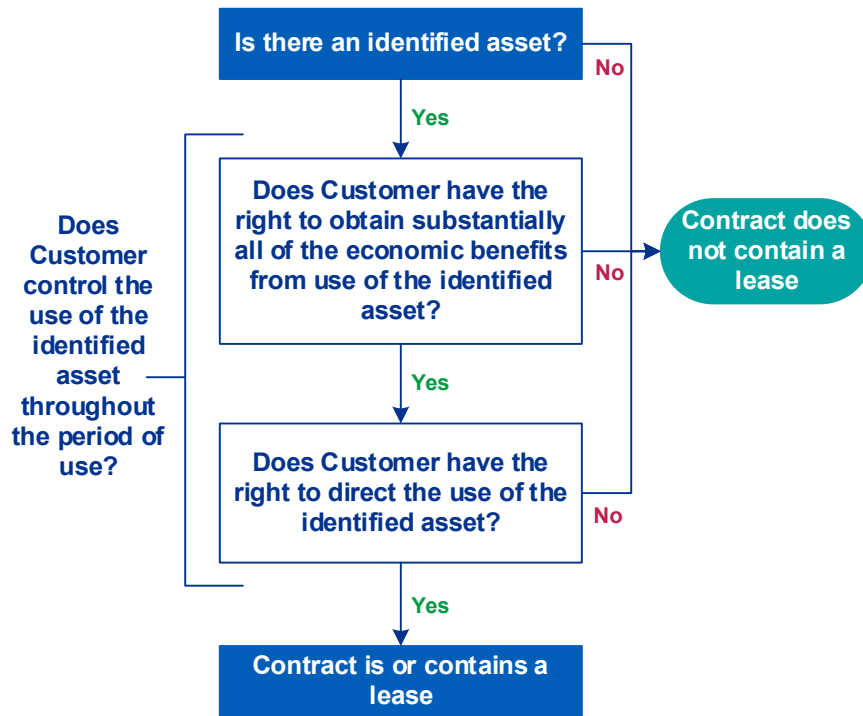 Is there an identified asset?
No
Yes
Does Customer have the
right to obtain substantially
all of the economic benefits
from use of the identified
asset?
No
Contract does
not contain a
lease
Does
Customer
control the
use of the
identified
asset
throughout
the period of
use?
Yes
Does Customer have the
right to direct the use of the
identified asset?
No
Yes
Contract is or contains a
lease